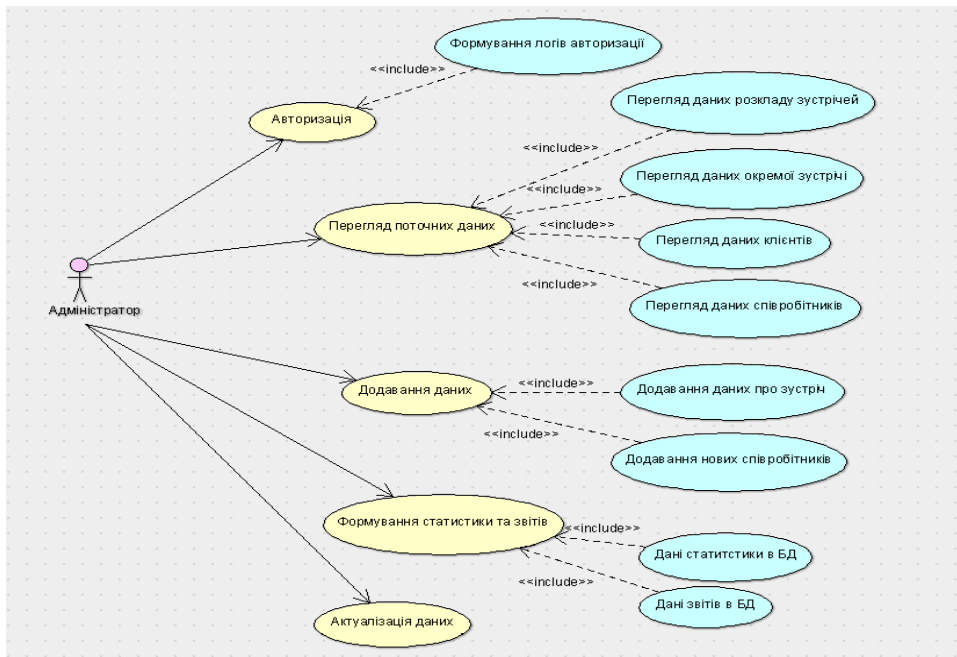 Формування логів авторизації
<<include>>
Авторизація
Перегляд даних розкладу зустрічей
<<include>>
Перегляд даних окремої зустрічі
<<include>>
Перегляд поточних даних
<<include>>
Перегляд даних клієнтів
<<include>>
Перегляд даних співробітників
Адміністратор
Додавання даних
<<include>>
Додавання даних про зустріч
<<include>>
Додавання нових співробітників
Формування статистики та звітів
<<include>>
Дані статитстики в БД
<<include>>
Дані звітів в БД
Актуалізація даних